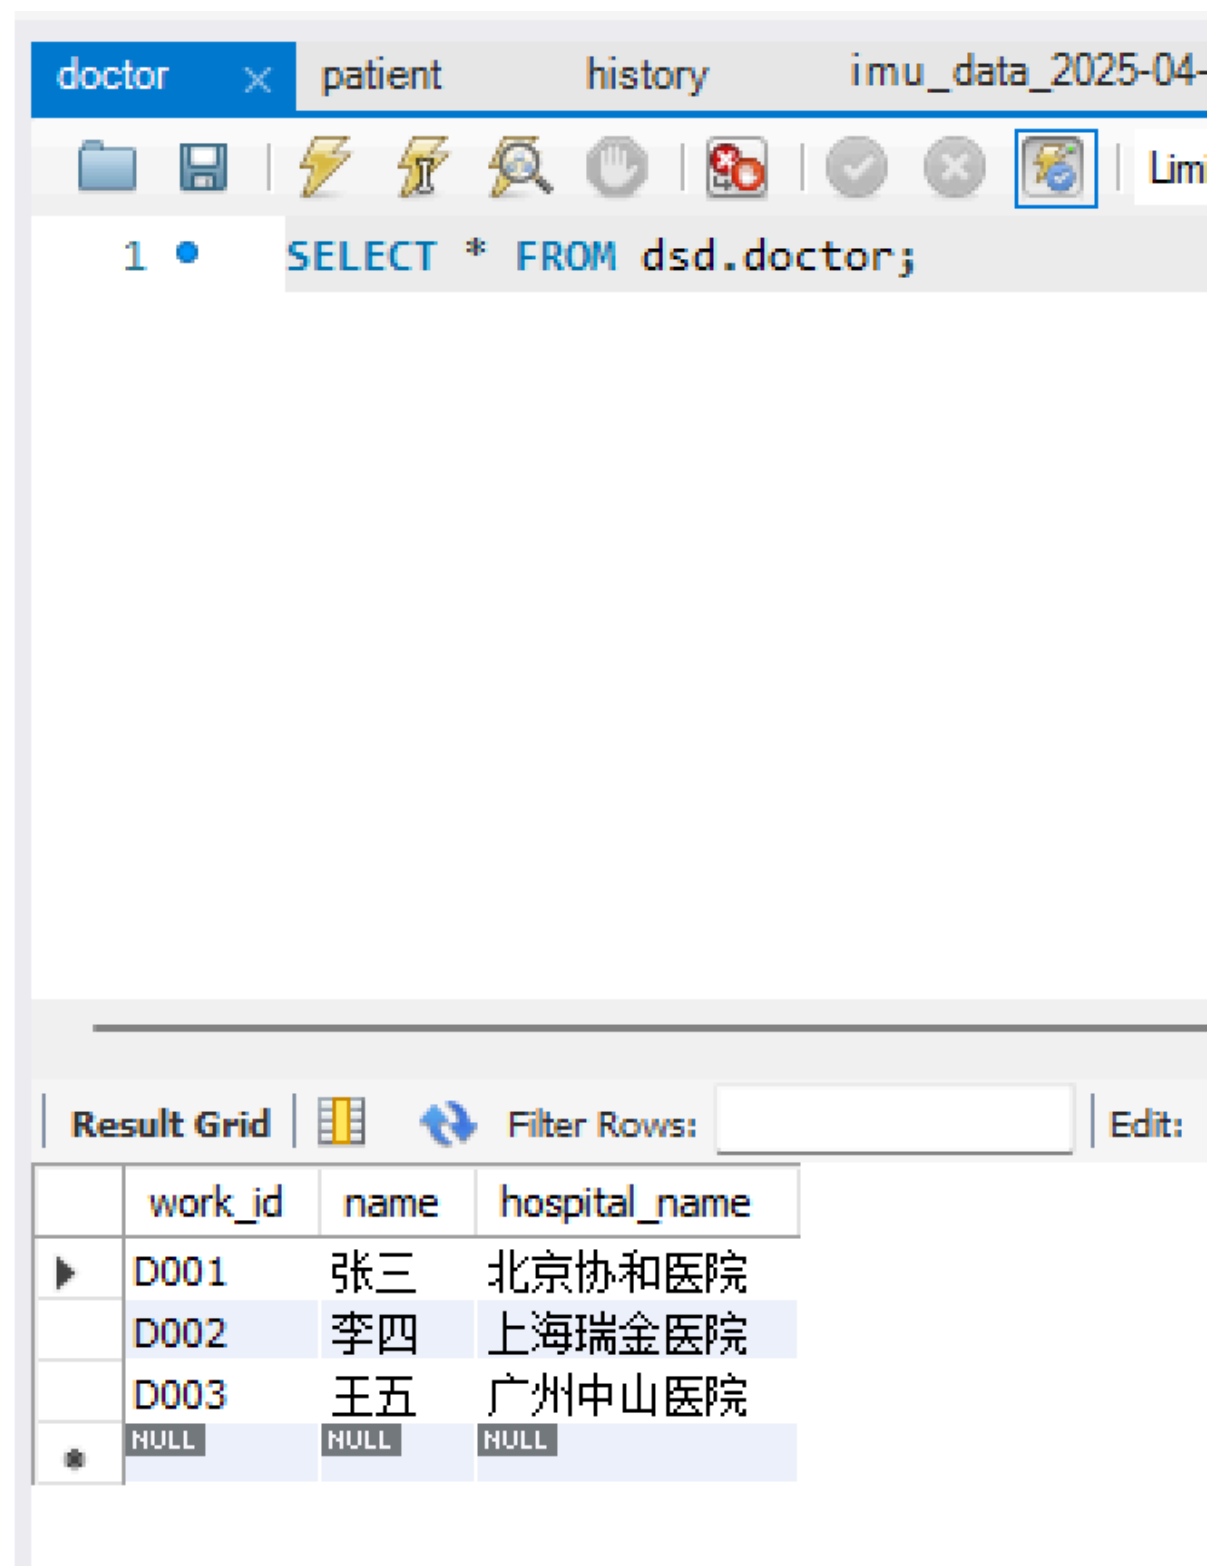 doctor patient history imu_data_2025-04-
Limi
1 SELECT * FROM dsd.doctor;
Result Grid Filter Rows: Edit:
work_id name hospital_name
D001 张三 北京协和医院
D002 李四 上海瑞金医院
D003 王五 广州中山医院
NULL NULL NULL